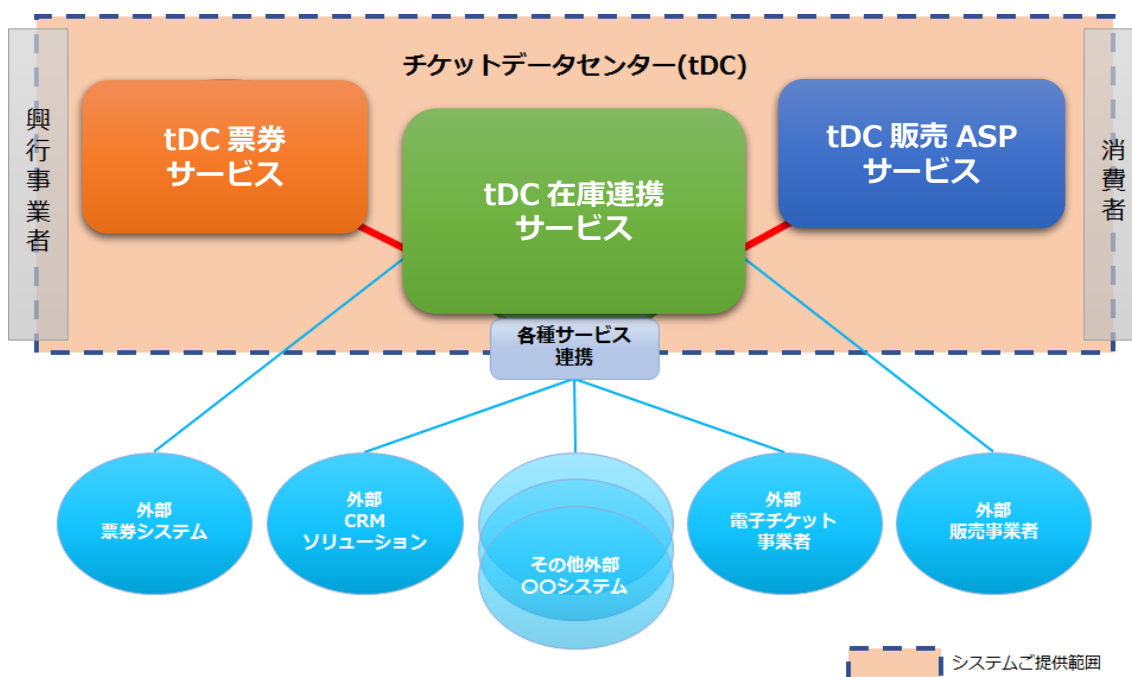 チケットデータセンター(tDC)
興行事業者
tDC 票券
サービス
tDC 在庫連携
サービス
tDC 販売 ASP
サービス
消費者
各種サービス
連携
外部
票券システム
外部
CRM
ソリューション
その他外部
〇〇システム
外部
電子チケット
事業者
外部
販売事業者
システムご提供範囲